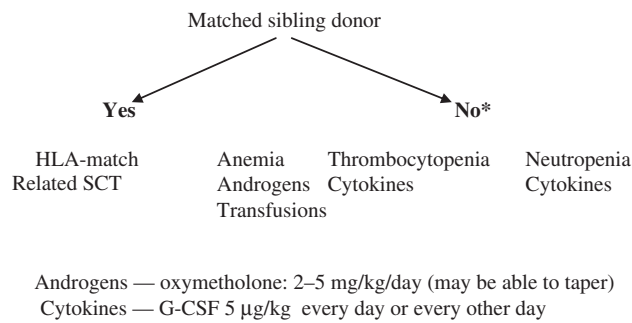 Matched sibling donor
Yes No*
HLA-match Anemia Thrombocytopenia Neutropenia
Related SCT Androgens Cytokines Cytokines
Transfusions
Androgens — oxymetholone: 2–5 mg/kg/day (may be able to taper)
Cytokines — G-CSF 5 μg/kg every day or every other day